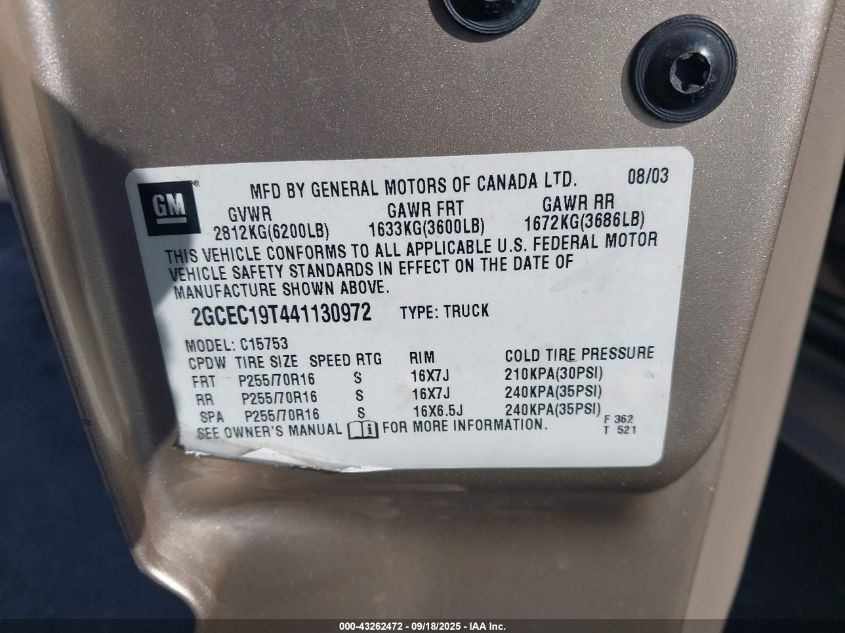 GM
MFD BY GENERAL MOTORS OF CANADA LTD. 08/03
GVWR GAWR FRT GAWR RR
2812KG(6200LB) 1633KG(3600LB) 1672KG(3686LB)
THIS VEHICLE CONFORMS TO ALL APPLICABLE U.S. FEDERAL MOTOR
VEHICLE SAFETY STANDARDS IN EFFECT ON THE DATE OF
MANUFACTURE SHOWN ABOVE.
2GCEC19T441130972 TYPE: TRUCK
MODEL: C15753
CPDW TIRE SIZE SPEED RTG RIM COLD TIRE PRESSURE
FRT P255/70R16 S 16X7J 210KPA(30PSI)
RR P255/70R16 S 16X7J 240KPA(35PSI)
SPA P255/70R16 S 16X6.5J 240KPA(35PSI)
SEE OWNER'S MANUAL i FOR MORE INFORMATION.
F 362
T 521
000-43262472 - 09/18/2025 - IAA Inc.